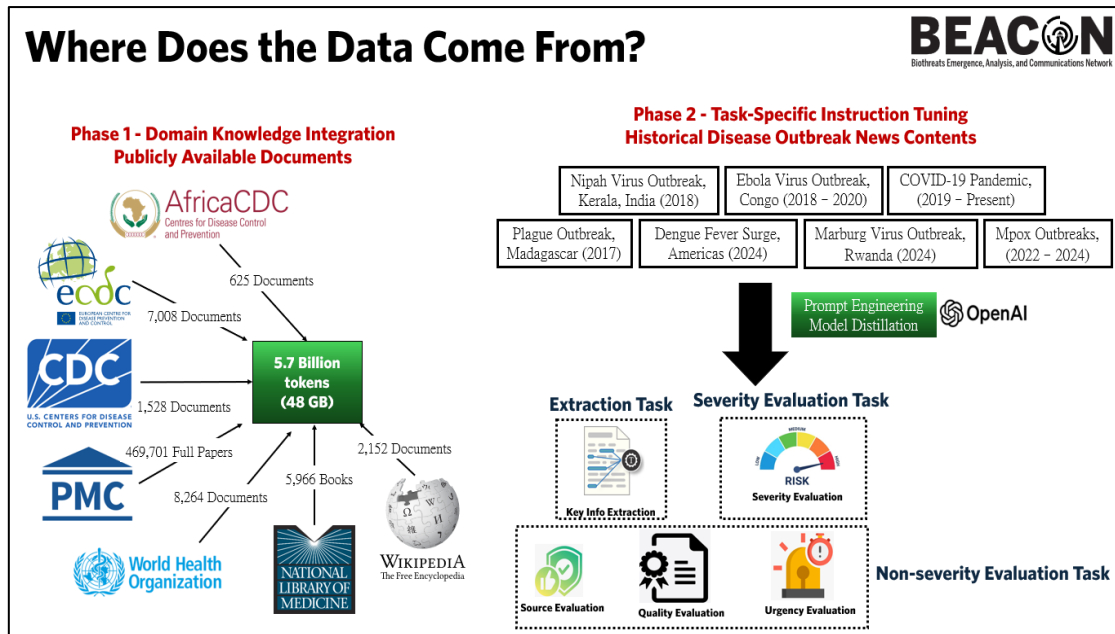 Where Does the Data Come From?
BEACON
Biothreats Emergence, Analysis, and Communications Network
Phase 1 - Domain Knowledge Integration
Publicly Available Documents
AfricaCDC
Centres for Disease Control
and Prevention
625 Documents
ecdc
EUROPEAN CENTRE FOR
DISEASE PREVENTION
AND CONTROL
7,008 Documents
CDC
U.S. CENTERS FOR DISEASE
CONTROL AND PREVENTION
1,528 Documents
5.7 Billion
tokens
(48 GB)
PMC
469,701 Full Papers
8,264 Documents
World Health
Organization
5,966 Books
NATIONAL
LIBRARY OF
MEDICINE
2,152 Documents
WIKIPEDIA
The Free Encyclopedia
Phase 2 - Task-Specific Instruction Tuning
Historical Disease Outbreak News Contents
Nipah Virus Outbreak,
Kerala, India (2018)
Ebola Virus Outbreak,
Congo (2018 – 2020)
COVID-19 Pandemic,
(2019 – Present)
Plague Outbreak,
Madagascar (2017)
Dengue Fever Surge,
Americas (2024)
Marburg Virus Outbreak,
Rwanda (2024)
Mpox Outbreaks,
(2022 – 2024)
Prompt Engineering
Model Distillation
OpenAI
Extraction Task
Key Info Extraction
Severity Evaluation Task
LOW
MEDIUM
HIGH
RISK
Severity Evaluation
Source Evaluation
Quality Evaluation
Urgency Evaluation
Non-severity Evaluation Task